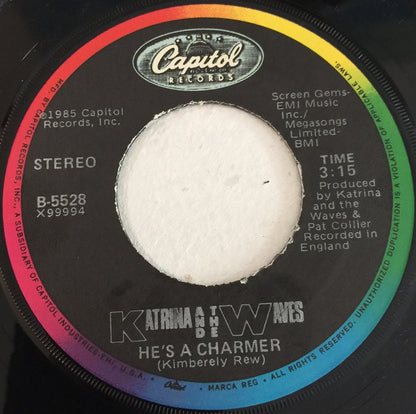 Capitol
RECORDS
℗1985 Capitol
Records, Inc.
STEREO
B-5528
X99994
Screen Gems-
EMI Music
Inc./
Megasongs
Limited-
BMI
TIME
3:15
Produced
by Katrina
and the
Waves &
Pat Collier
Recorded in
England
KATRINA AND THE WAVES
HE'S A CHARMER
(Kimberely Rew)
MFD. BY CAPITOL RECORDS, INC., A SUBSIDIARY OF CAPITOL INDUSTRIES-EMI, INC., U.S.A. • Capitol • MARCA REG. • ALL RIGHTS RESERVED. UNAUTHORIZED DUPLICATION IS A VIOLATION OF APPLICABLE LAWS.